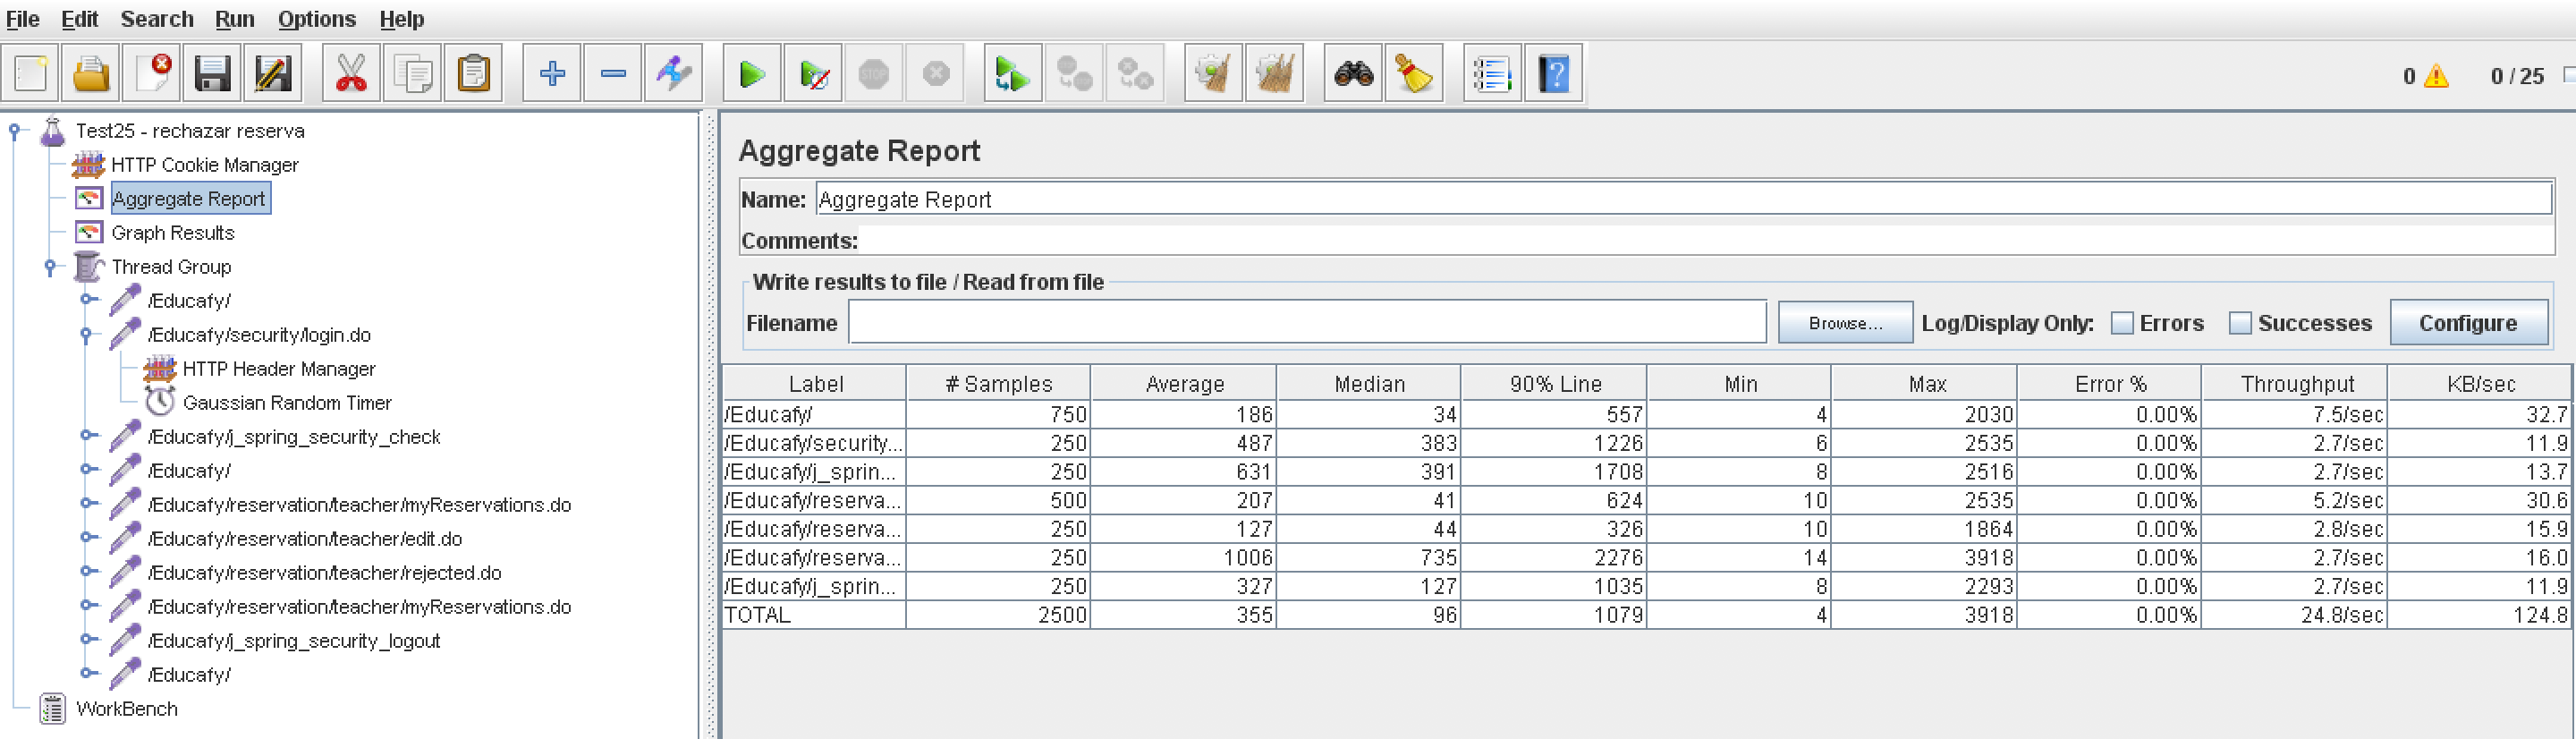 File Edit Search Run Options Help
STOP
0 0 / 25
Test25 - rechazar reserva
HTTP Cookie Manager
Aggregate Report
Graph Results
Thread Group
/Educafy/
/Educafy/security/login.do
HTTP Header Manager
Gaussian Random Timer
/Educafy/j_spring_security_check
/Educafy/
/Educafy/reservation/teacher/myReservations.do
/Educafy/reservation/teacher/edit.do
/Educafy/reservation/teacher/rejected.do
/Educafy/reservation/teacher/myReservations.do
/Educafy/j_spring_security_logout
/Educafy/
WorkBench
Aggregate Report
Name: Aggregate Report
Comments:
Write results to file / Read from file
Filename Browse... Log/Display Only: Errors Successes Configure
Label # Samples Average Median 90% Line Min Max Error % Throughput KB/sec
/Educafy/ 750 186 34 557 4 2030 0.00% 7.5/sec 32.7
/Educafy/security... 250 487 383 1226 6 2535 0.00% 2.7/sec 11.9
/Educafy/j_sprin... 250 631 391 1708 8 2516 0.00% 2.7/sec 13.7
/Educafy/reserva... 500 207 41 624 10 2535 0.00% 5.2/sec 30.6
/Educafy/reserva... 250 127 44 326 10 1864 0.00% 2.8/sec 15.9
/Educafy/reserva... 250 1006 735 2276 14 3918 0.00% 2.7/sec 16.0
/Educafy/j_sprin... 250 327 127 1035 8 2293 0.00% 2.7/sec 11.9
TOTAL 2500 355 96 1079 4 3918 0.00% 24.8/sec 124.8